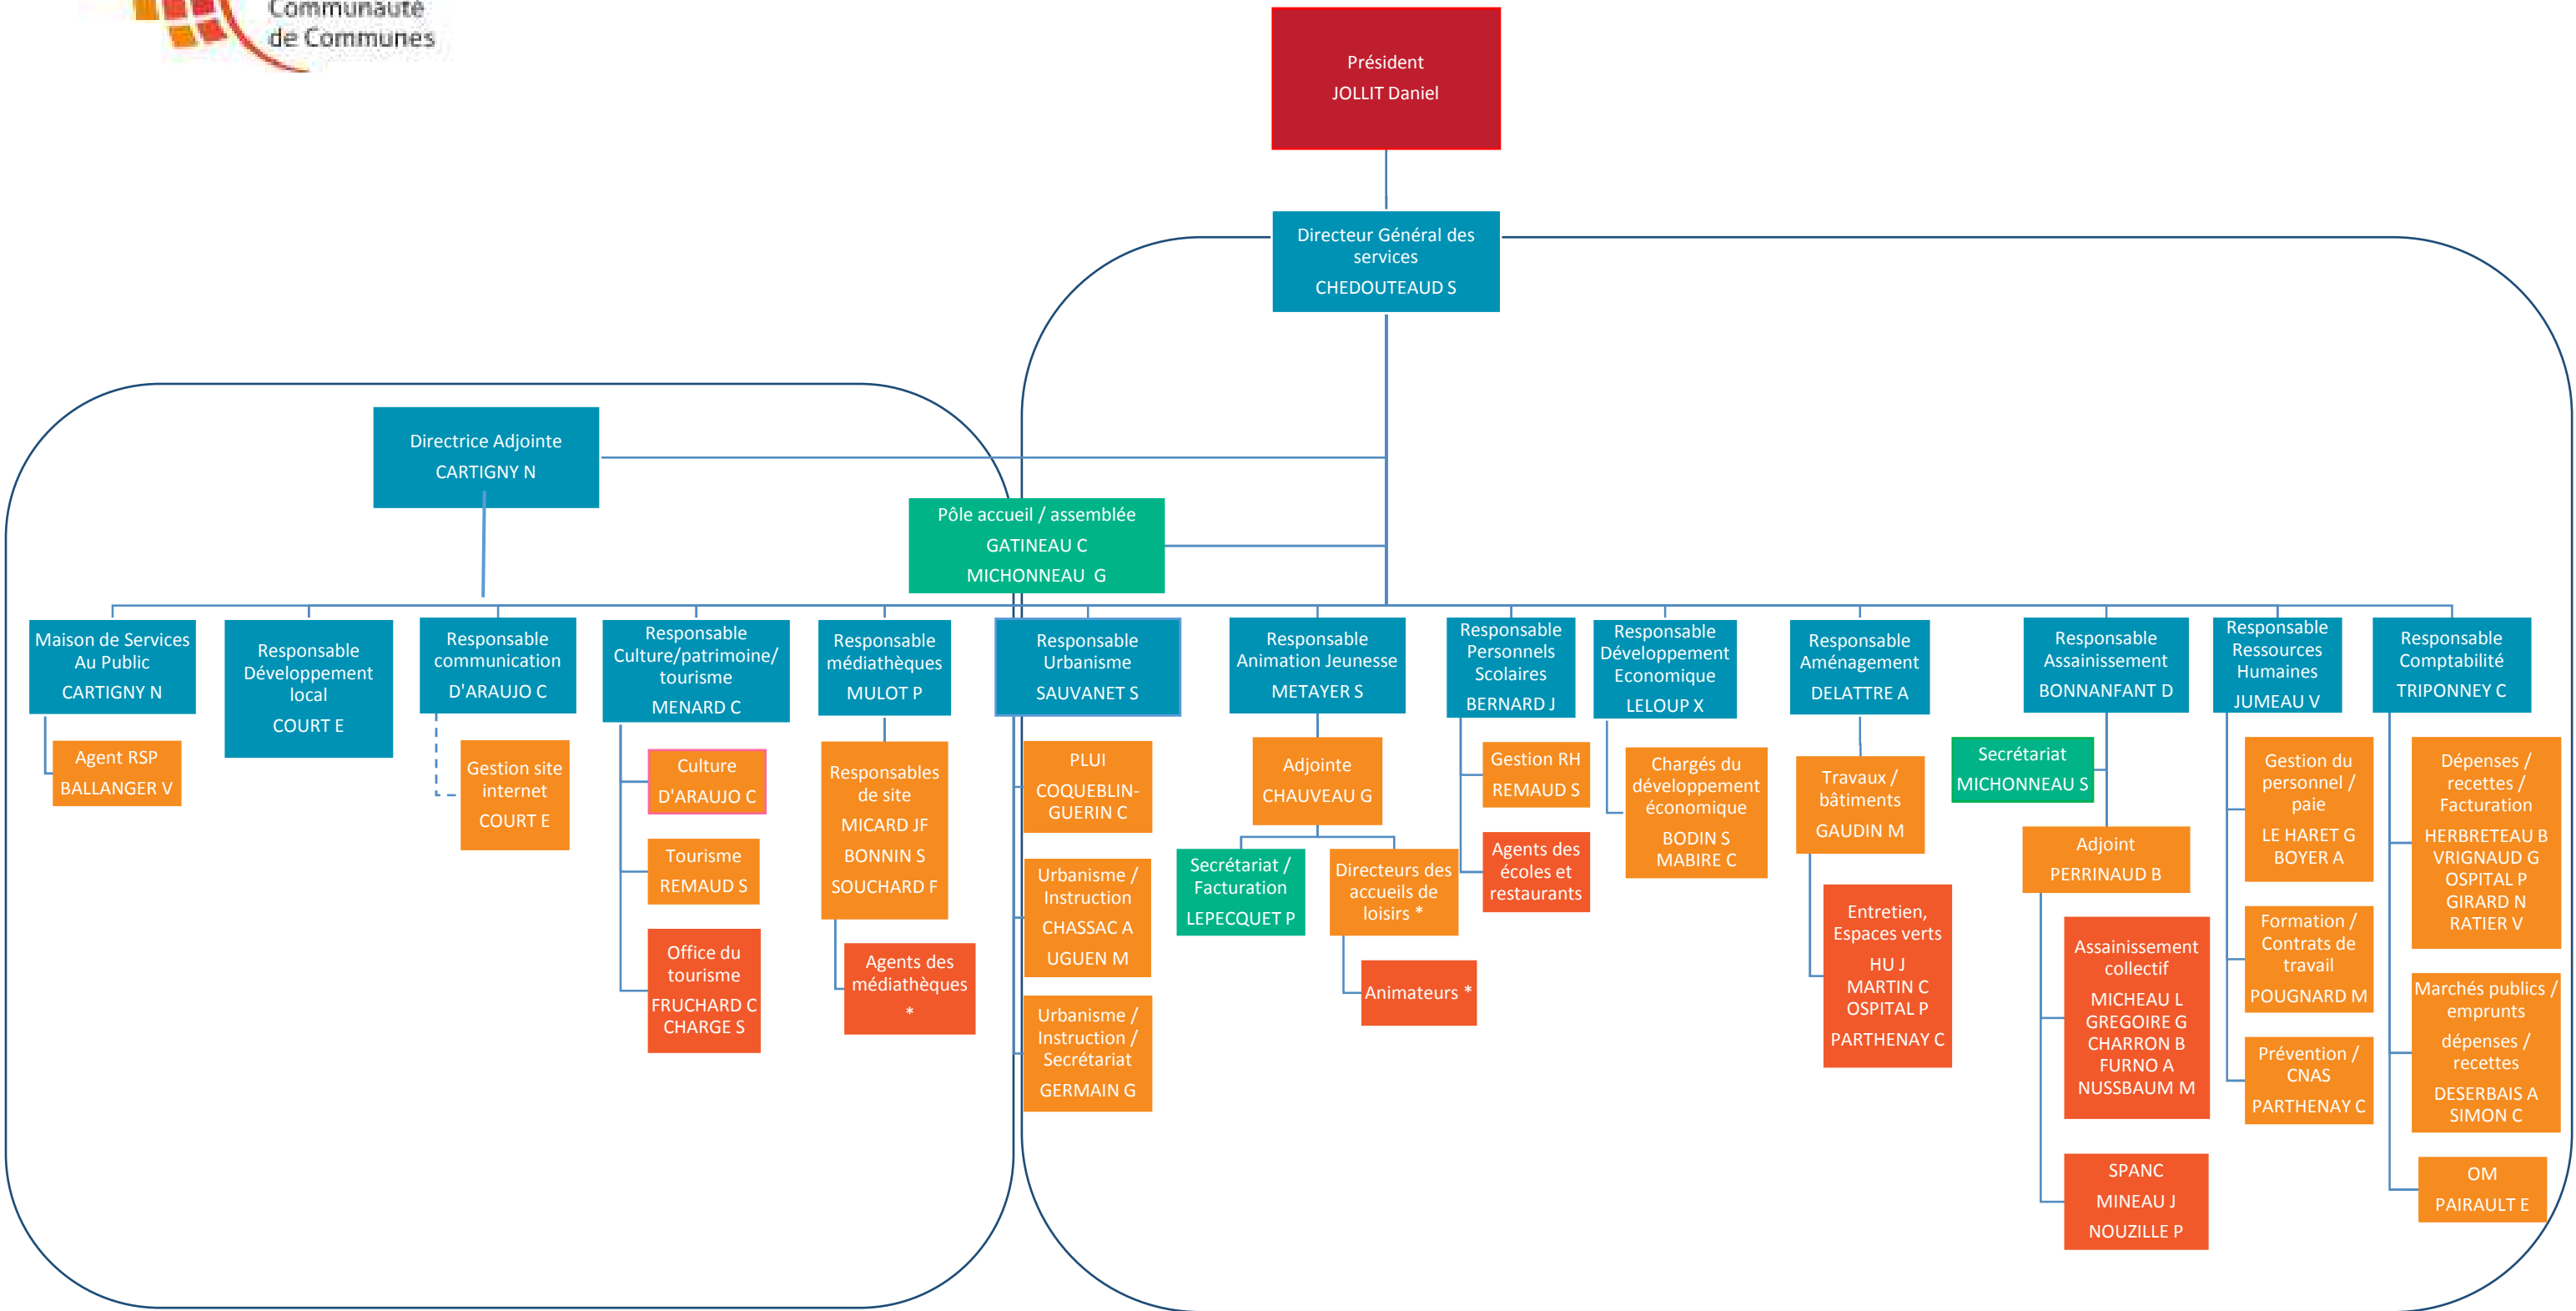 Communauté
de Communes
Président
JOLLIT Daniel
Directeur Général des
services
CHEDOUTEAUD S
Directrice Adjointe
CARTIGNY N
Pôle accueil / assemblée
GATINEAU C
MICHONNEAU  G
Maison de Services
Au Public
CARTIGNY N
Agent RSP
BALLANGER V
Responsable
Développement
local
COURT E
Responsable
communication
D'ARAUJO C
Gestion site
internet
COURT E
Responsable
Culture/patrimoine/
tourisme
MENARD C
Culture
D'ARAUJO C
Tourisme
REMAUD S
Office du
tourisme
FRUCHARD C
CHARGE S
Responsable
médiathèques
MULOT P
Responsables
de site
MICARD JF
BONNIN S
SOUCHARD F
Agents des
médiathèques
*
Responsable
Urbanisme
SAUVANET S
PLUI
COQUEBLIN-
GUERIN C
Urbanisme /
Instruction
CHASSAC A
UGUEN M
Urbanisme /
Instruction /
Secrétariat
GERMAIN G
Responsable
Animation Jeunesse
METAYER S
Adjointe
CHAUVEAU G
Secrétariat /
Facturation
LEPECQUET P
Directeurs des
accueils de
loisirs *
Animateurs *
Responsable
Personnels
Scolaires
BERNARD J
Gestion RH
REMAUD S
Agents des
écoles et
restaurants
Responsable
Développement
Economique
LELOUP X
Chargés du
développement
économique
BODIN S
MABIRE C
Responsable
Aménagement
DELATTRE A
Travaux /
bâtiments
GAUDIN M
Entretien,
Espaces verts
HU J
MARTIN C
OSPITAL P
PARTHENAY C
Responsable
Assainissement
BONNANFANT D
Secrétariat
MICHONNEAU S
Adjoint
PERRINAUD B
Assainissement
collectif
MICHEAU L
GREGOIRE G
CHARRON B
FURNO A
NUSSBAUM M
SPANC
MINEAU J
NOUZILLE P
Responsable
Ressources
Humaines
JUMEAU V
Gestion du
personnel /
paie
LE HARET G
BOYER A
Formation /
Contrats de
travail
POUGNARD M
Prévention /
CNAS
PARTHENAY C
Responsable
Comptabilité
TRIPONNEY C
Dépenses /
recettes /
Facturation
HERBRETEAU B
VRIGNAUD G
OSPITAL P
GIRARD N
RATIER V
Marchés publics /
emprunts
dépenses /
recettes
DESERBAIS A
SIMON C
OM
PAIRAULT E